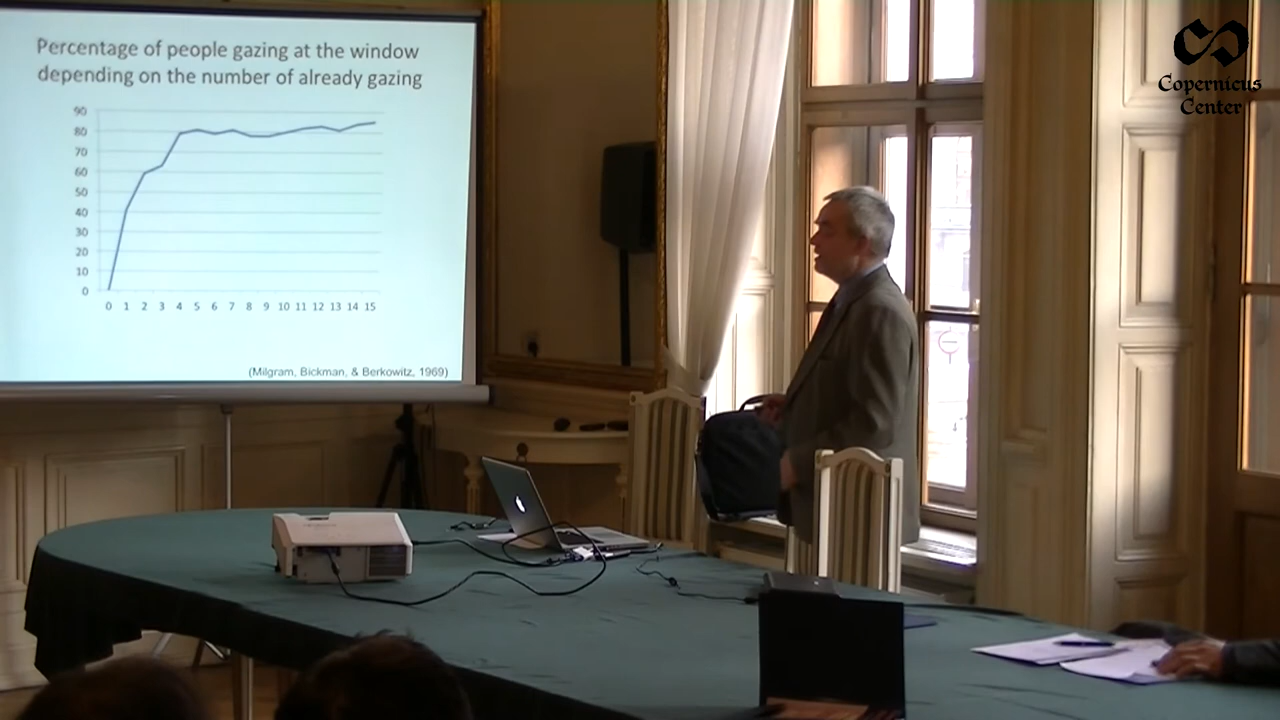 Percentage of people gazing at the window
depending on the number of already gazing
90
80
70
60
50
40
30
20
10
0
0 1 2 3 4 5 6 7 8 9 10 11 12 13 14 15
(Milgram, Bickman, & Berkowitz, 1969)
Copernicus
Center